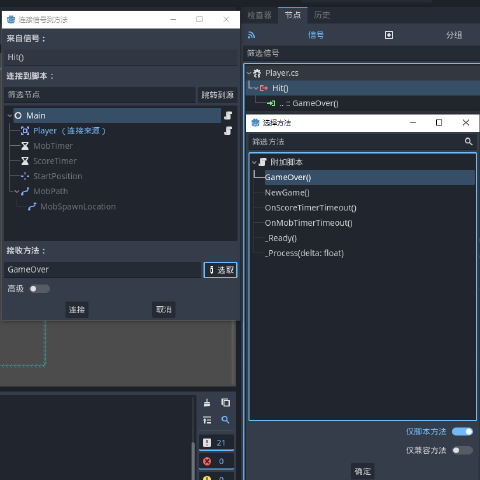 连接信号到方法
来自信号：
Hit()
连接到脚本：
筛选节点
跳转到源
Main
Player （连接来源）
MobTimer
ScoreTimer
StartPosition
MobPath
MobSpawnLocation
接收方法：
GameOver
选取
高级
连接
取消
21
0
检查器
节点
历史
信号
分组
筛选信号
Player.cs
Hit()
.. :: GameOver()
选择方法
筛选方法
附加脚本
GameOver()
NewGame()
OnScoreTimerTimeout()
OnMobTimerTimeout()
_Ready()
_Process(delta: float)
仅脚本方法
仅兼容方法
确定